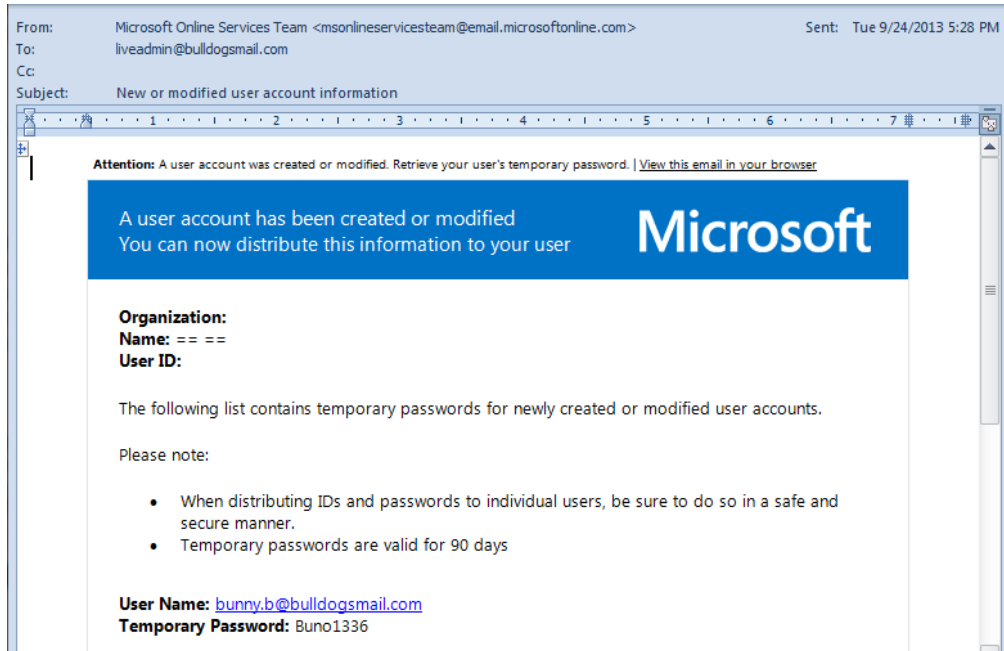 From: Microsoft Online Services Team <msonlineservicesteam@email.microsoftonline.com> Sent: Tue 9/24/2013 5:28 PM
To: liveadmin@bulldogsmail.com
Cc:
Subject: New or modified user account information
1 2 3 4 5 6 7
Attention: A user account was created or modified. Retrieve your user's temporary password. | View this email in your browser
A user account has been created or modified
You can now distribute this information to your user
Microsoft
Organization:
Name: == ==
User ID:
The following list contains temporary passwords for newly created or modified user accounts.
Please note:
• When distributing IDs and passwords to individual users, be sure to do so in a safe and
secure manner.
• Temporary passwords are valid for 90 days
User Name: bunny.b@bulldogsmail.com
Temporary Password: Buno1336